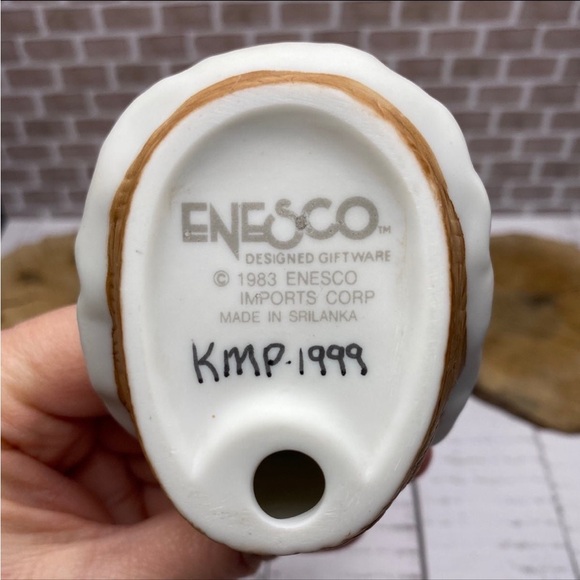 ENESCO™
DESIGNED GIFTWARE
© 1983 ENESCO
IMPORTS CORP
MADE IN SRILANKA
KMP.1999